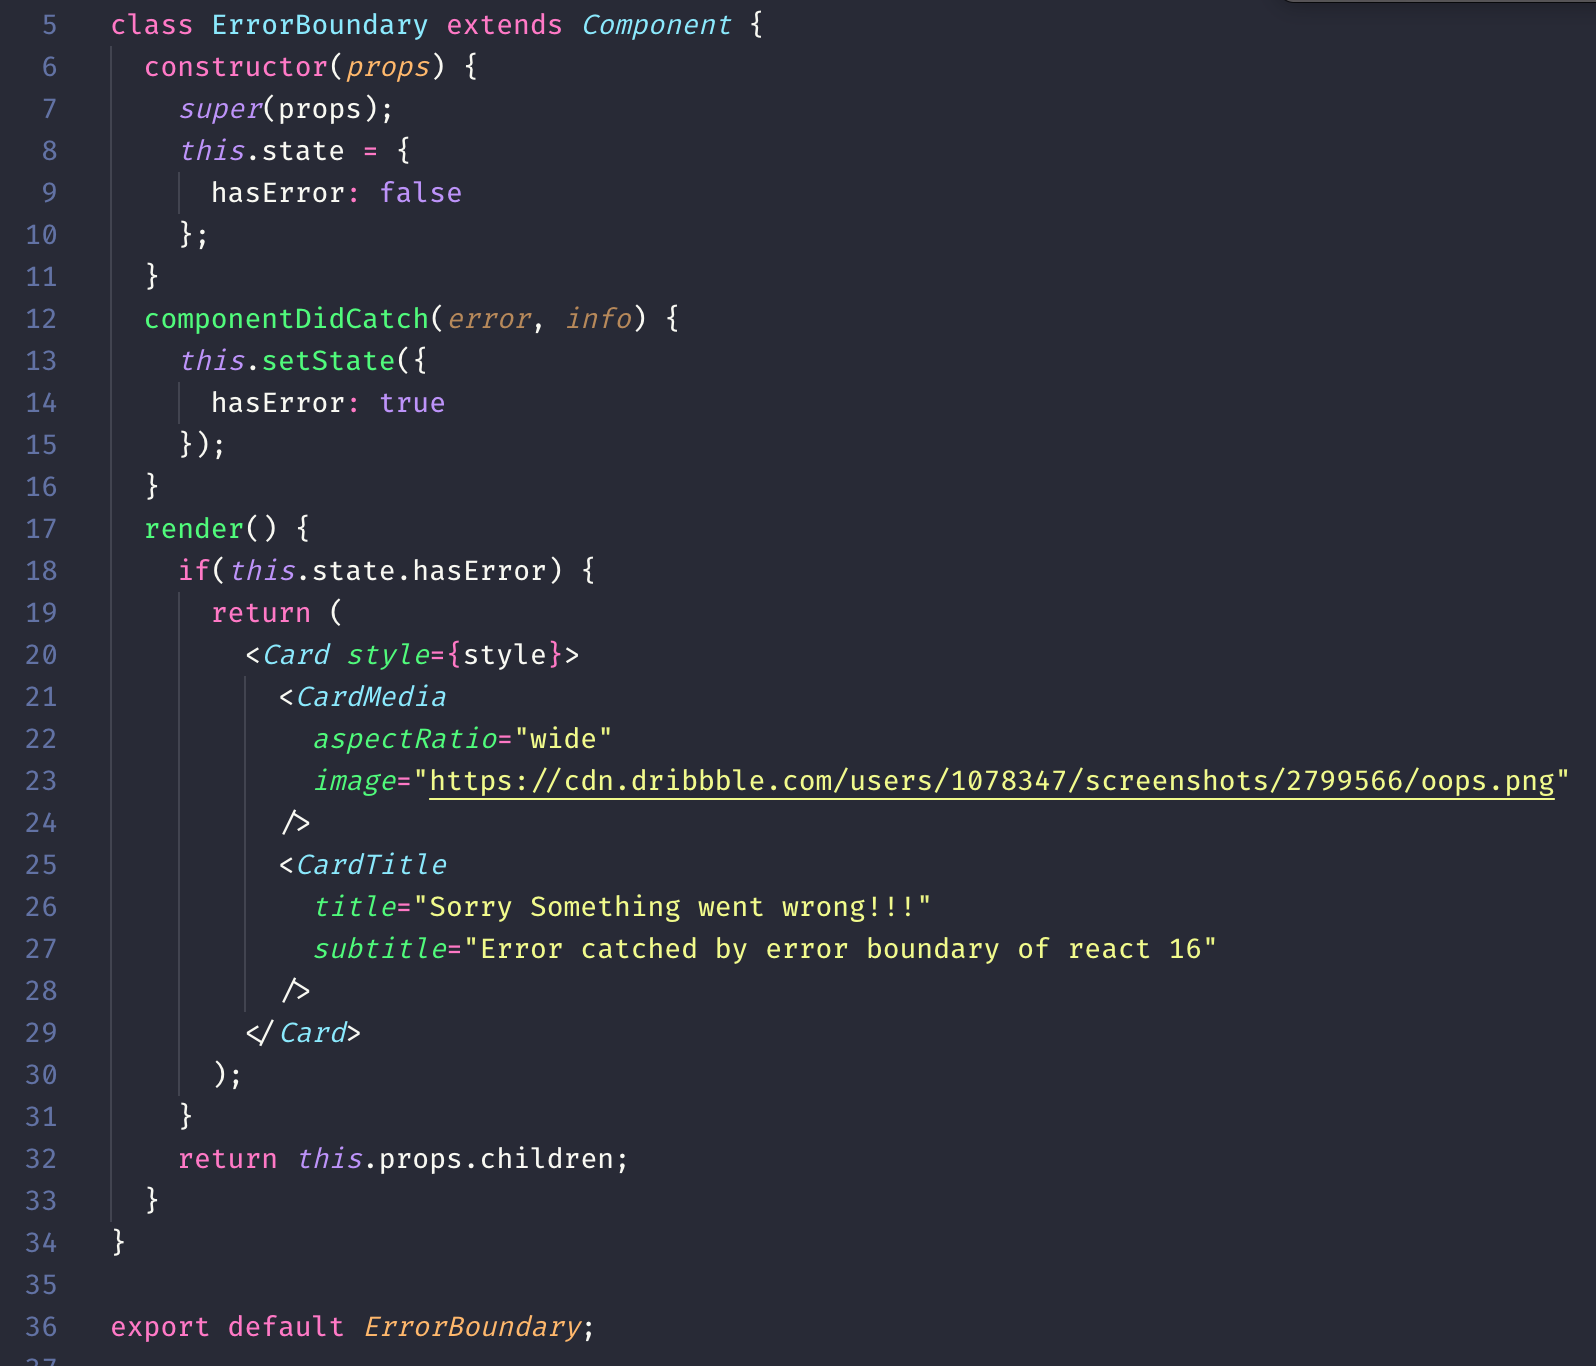 5 class ErrorBoundary extends Component {
6 constructor(props) {
7 super(props);
8 this.state = {
9 hasError: false
10 };
11 }
12 componentDidCatch(error, info) {
13 this.setState({
14 hasError: true
15 });
16 }
17 render() {
18 if(this.state.hasError) {
19 return (
20 <Card style={style}>
21 <CardMedia
22 aspectRatio="wide"
23 image="https://cdn.dribbble.com/users/1078347/screenshots/2799566/oops.png"
24 />
25 <CardTitle
26 title="Sorry Something went wrong!!!"
27 subtitle="Error catched by error boundary of react 16"
28 />
29 </Card>
30 );
31 }
32 return this.props.children;
33 }
34 }
35
36 export default ErrorBoundary;
37